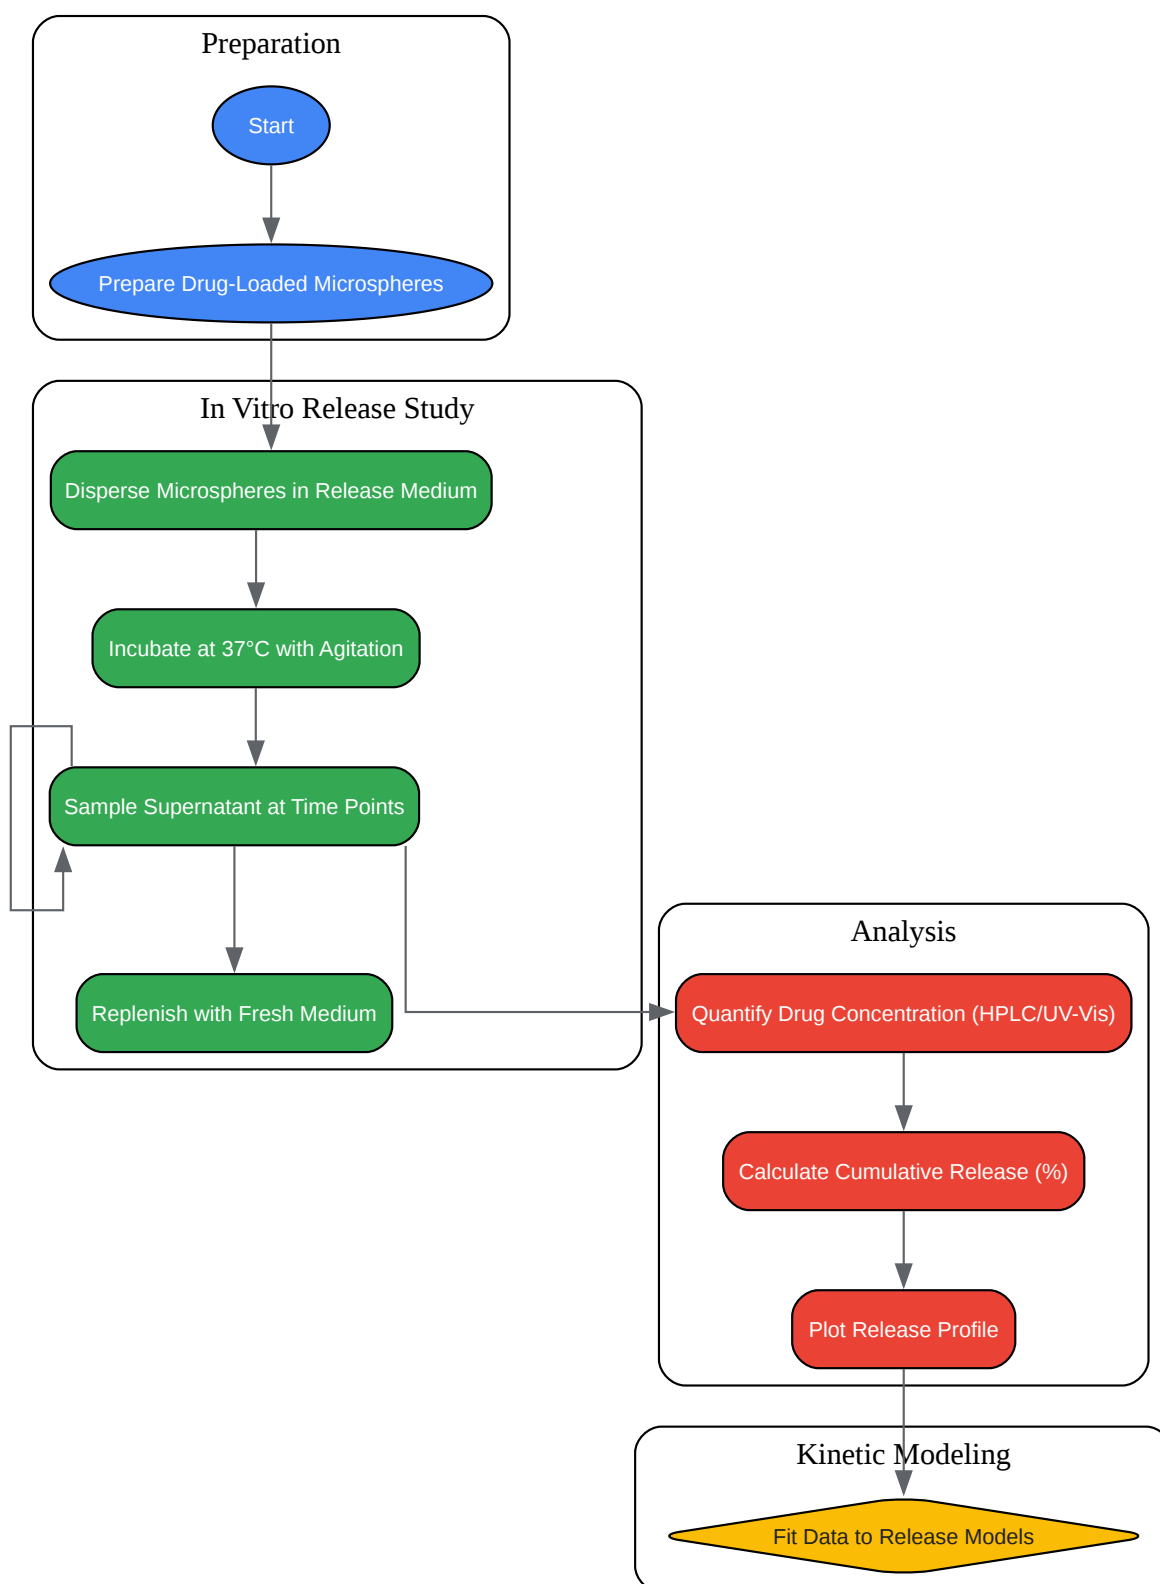 Preparation
Start
Prepare Drug-Loaded Microspheres
In Vitro Release Study
Disperse Microspheres in Release Medium
Incubate at 37°C with Agitation
Sample Supernatant at Time Points
Replenish with Fresh Medium
Analysis
Quantify Drug Concentration (HPLC/UV-Vis)
Calculate Cumulative Release (%)
Plot Release Profile
Kinetic Modeling
Fit Data to Release Models